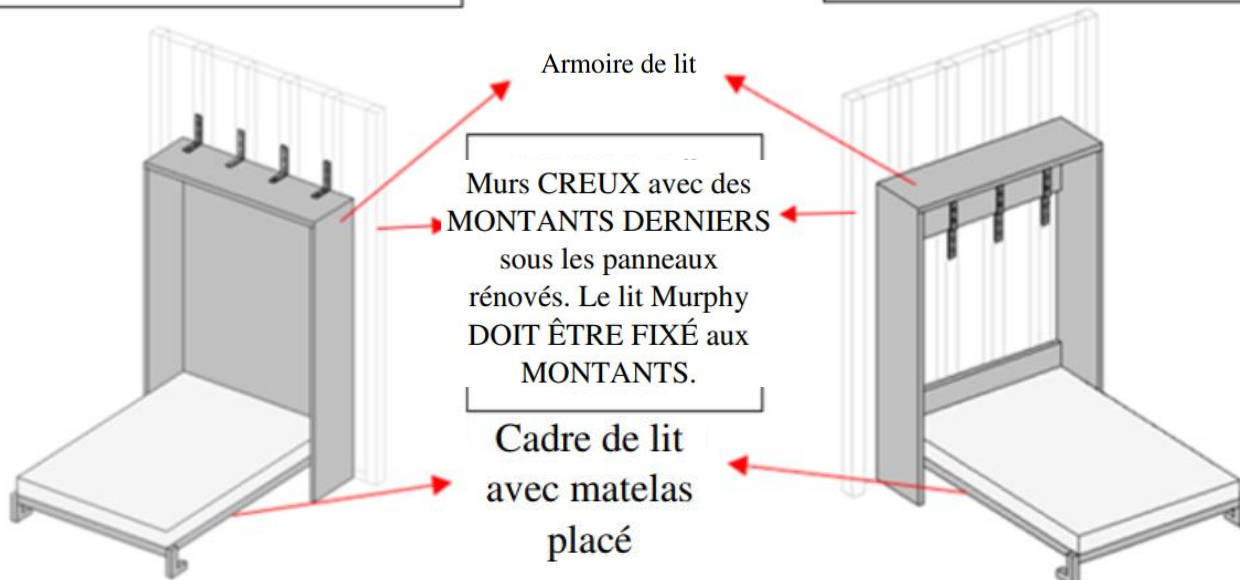 Armoire de lit
Murs CREUX avec des
MONTANTS DERNIERS
sous les panneaux
rénovés. Le lit Murphy
DOIT ÊTRE FIXÉ aux
MONTANTS.
Cadre de lit
avec matelas
placé